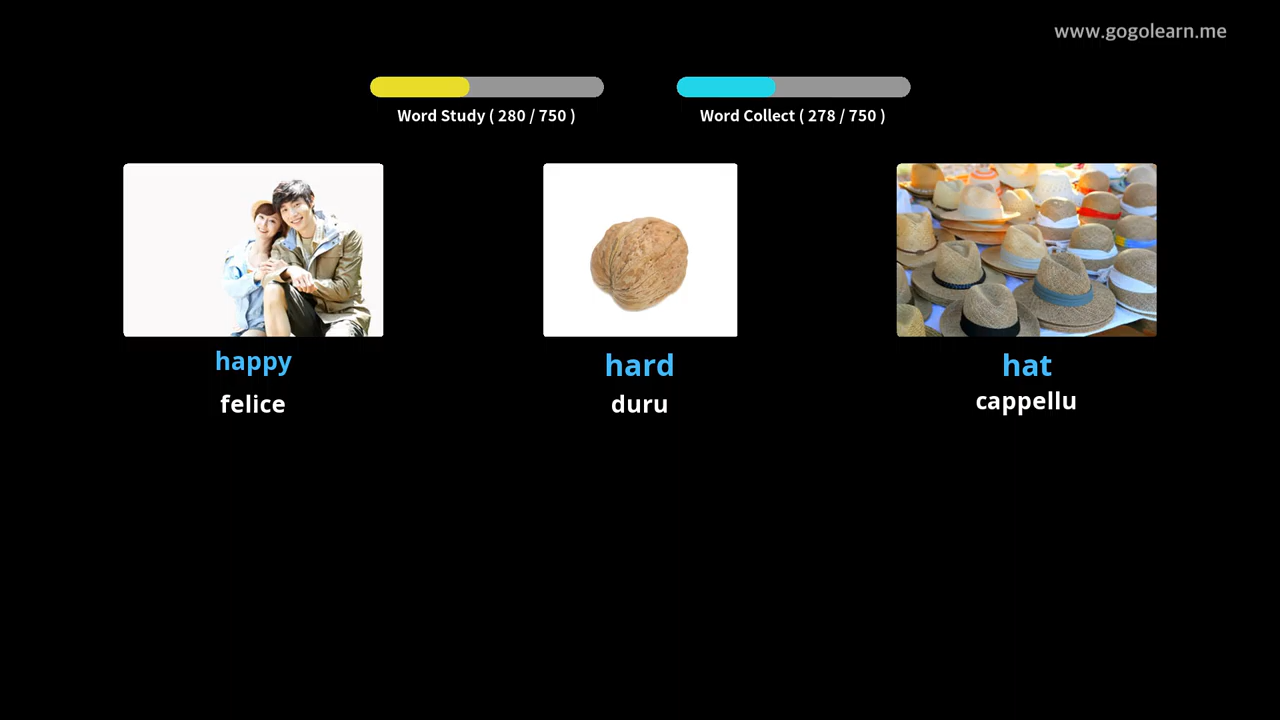 www.gogolearn.me
Word Study ( 280 / 750 )
Word Collect ( 278 / 750 )
happy
felice
hard
duru
hat
cappellu